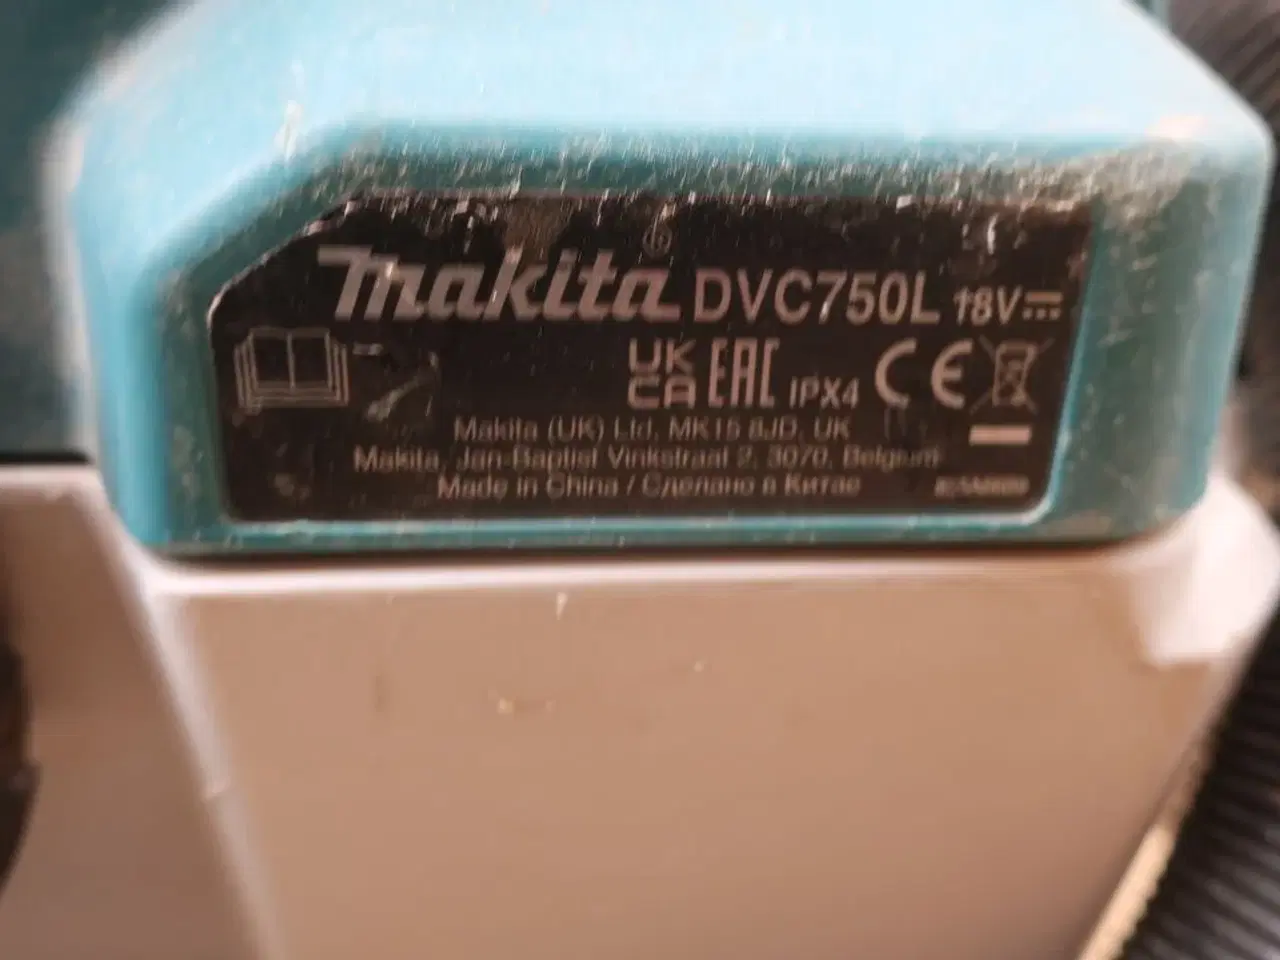 makita DVC750L 18V
UK CA EAC IPX4 CE
Makita (UK) Ltd. MK15 8JD, UK
Makita, Jan-Baptist Vinkstraat 2, 3070, Belgium
Made in China / Сделано в Китае